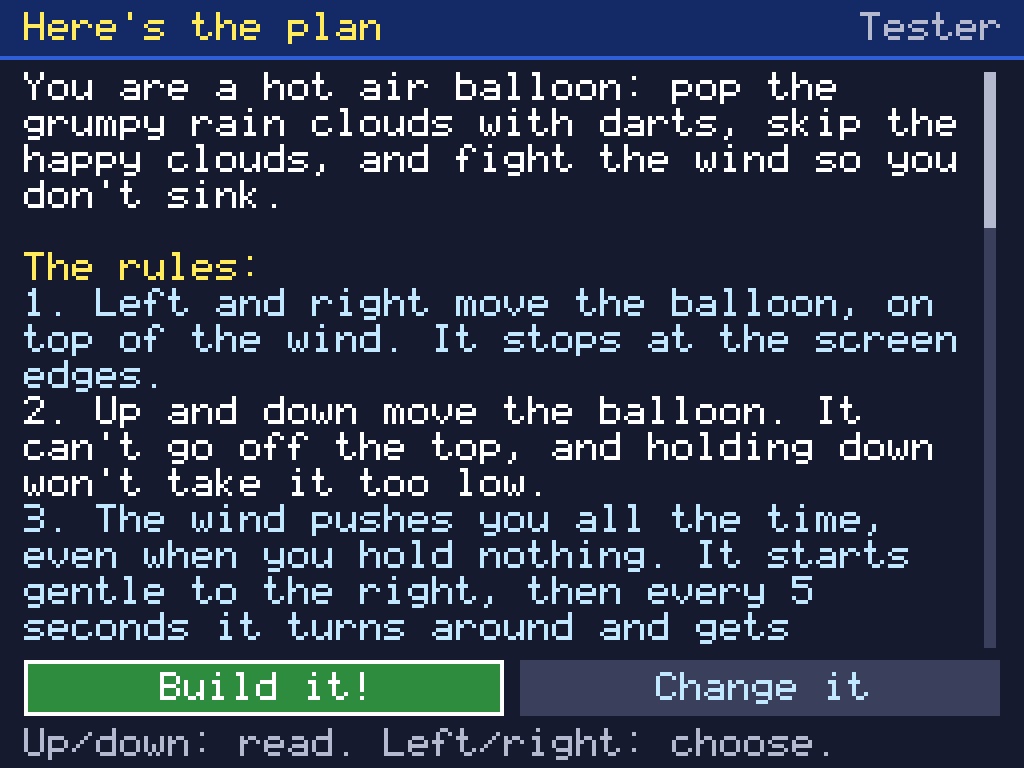 Here's the plan
Tester
You are a hot air balloon: pop the
grumpy rain clouds with darts, skip the
happy clouds, and fight the wind so you
don't sink.
The rules:
1. Left and right move the balloon, on
top of the wind. It stops at the screen
edges.
2. Up and down move the balloon. It
can't go off the top, and holding down
won't take it too low.
3. The wind pushes you all the time,
even when you hold nothing. It starts
gentle to the right, then every 5
seconds it turns around and gets
Build it!
Change it
Up/down: read. Left/right: choose.